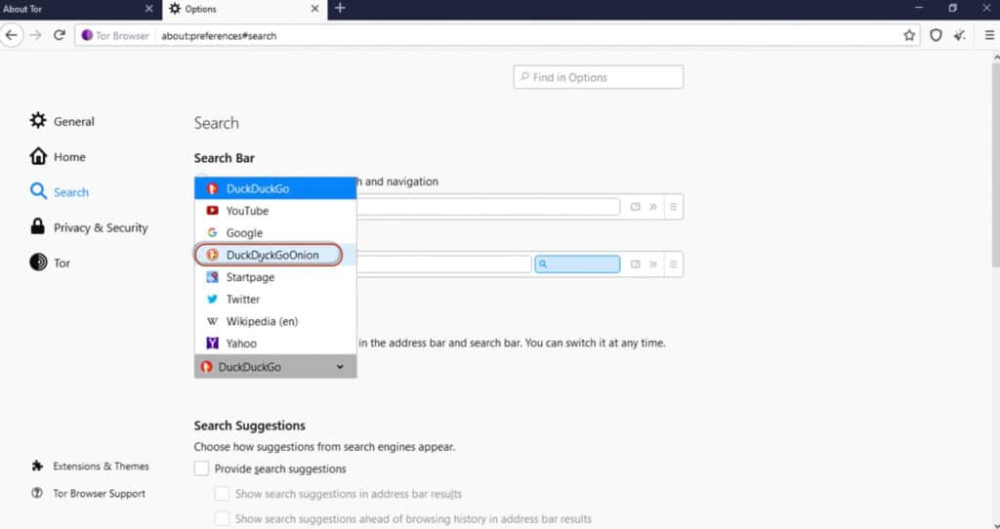 About Tor
Options
Tor Browser
about:preferences#search
Find in Options
General
Home
Search
Privacy & Security
Tor
Extensions & Themes
Tor Browser Support
Search
Search Bar
h and navigation
DuckDuckGo
YouTube
Google
DuckDuckGoOnion
Startpage
Twitter
Wikipedia (en)
Yahoo
in the address bar and search bar. You can switch it at any time.
DuckDuckGo
Search Suggestions
Choose how suggestions from search engines appear.
Provide search suggestions
Show search suggestions in address bar results
Show search suggestions ahead of browsing history in address bar results